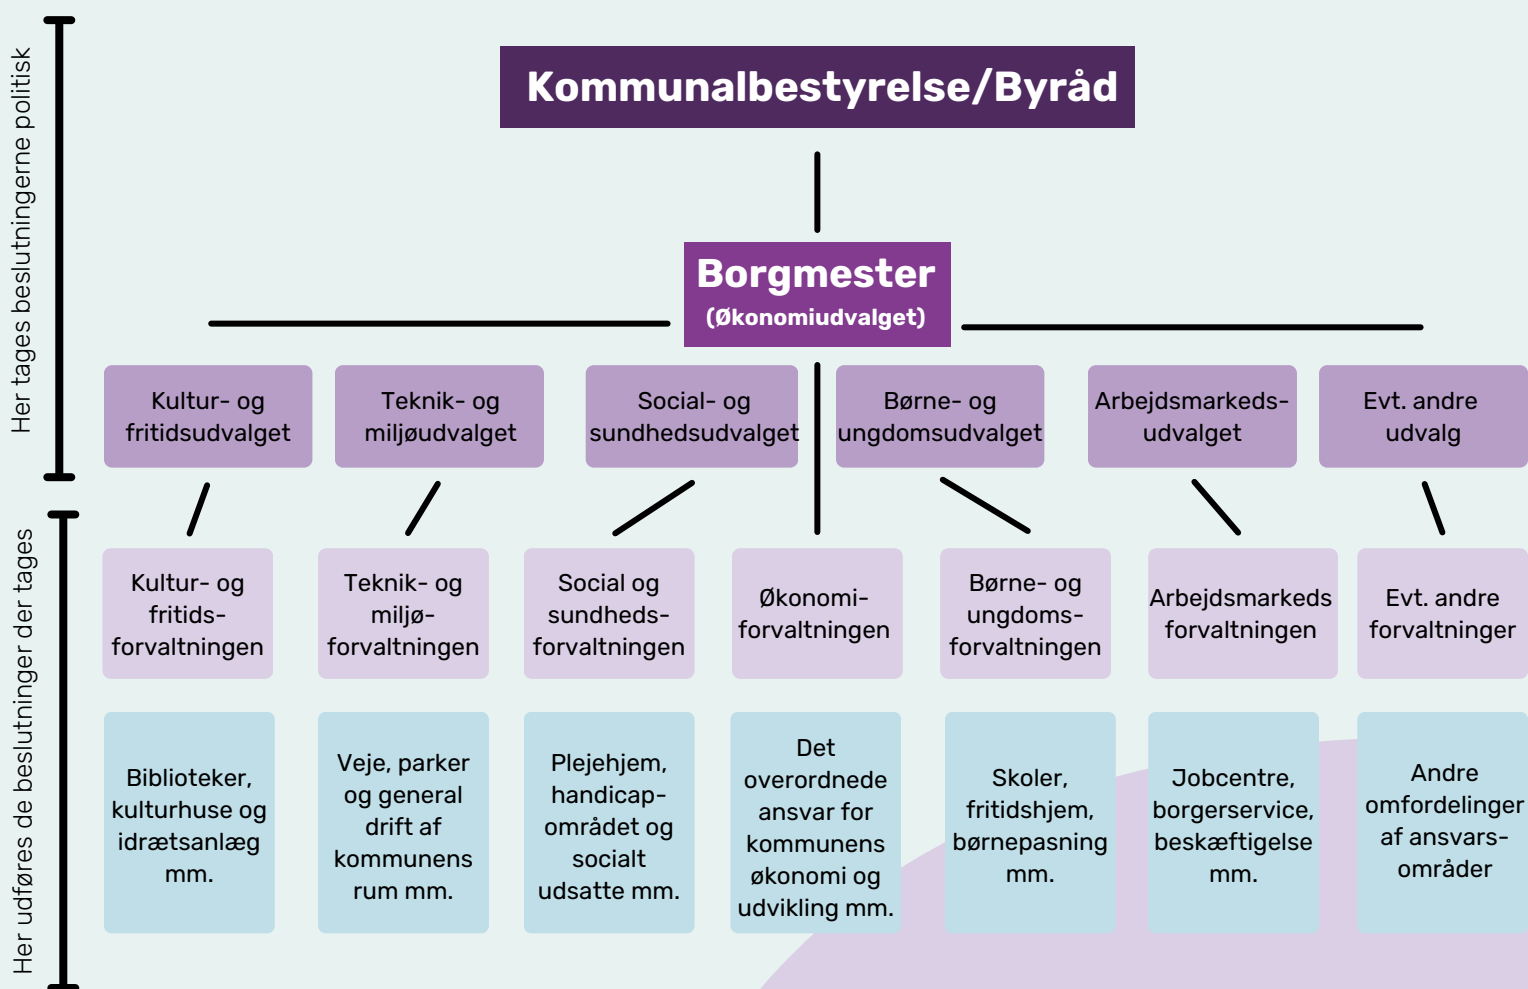 Her tages beslutningerne politisk
Kommunalbestyrelse/Byråd
Borgmester
(Økonomiudvalget)
Kultur- og
fritidsudvalget
Teknik- og
miljøudvalget
Social- og
sundhedsudvalget
Børne- og
ungdomsudvalget
Arbejdsmarkeds-
udvalget
Evt. andre
udvalg
Her udføres de beslutninger der tages
Kultur- og
fritids-
forvaltningen
Teknik- og
miljø-
forvaltningen
Social og
sundheds-
forvaltningen
Økonomi-
forvaltningen
Børne- og
ungdoms-
forvaltningen
Arbejdsmarkeds
forvaltningen
Evt. andre
forvaltninger
Biblioteker,
kulturhuse og
idrætsanlæg
mm.
Veje, parker
og general
drift af
kommunens
rum mm.
Plejehjem,
handicap-
området og
socialt
udsatte mm.
Det
overordnede
ansvar for
kommunens
økonomi og
udvikling mm.
Skoler,
fritidshjem,
børnepasning
mm.
Jobcentre,
borgerservice,
beskæftigelse
mm.
Andre
omfordelinger
af ansvars-
områder